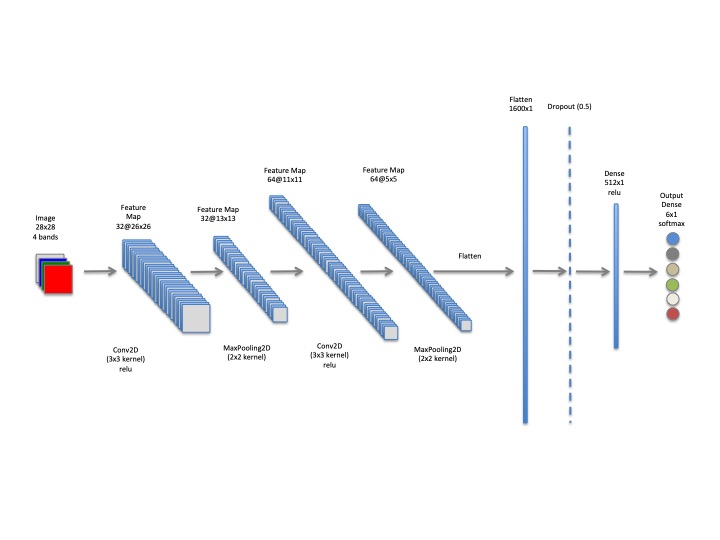 Image
28x28
4 bands
Feature
Map
32@26x26
Conv2D
(3x3 kernel)
relu
Feature Map
32@13x13
MaxPooling2D
(2x2 kernel)
Feature Map
64@11x11
Conv2D
(3x3 kernel)
relu
Feature Map
64@5x5
MaxPooling2D
(2x2 kernel)
Flatten
Flatten
1600x1
Dropout (0.5)
Dense
512x1
relu
Output
Dense
6x1
softmax